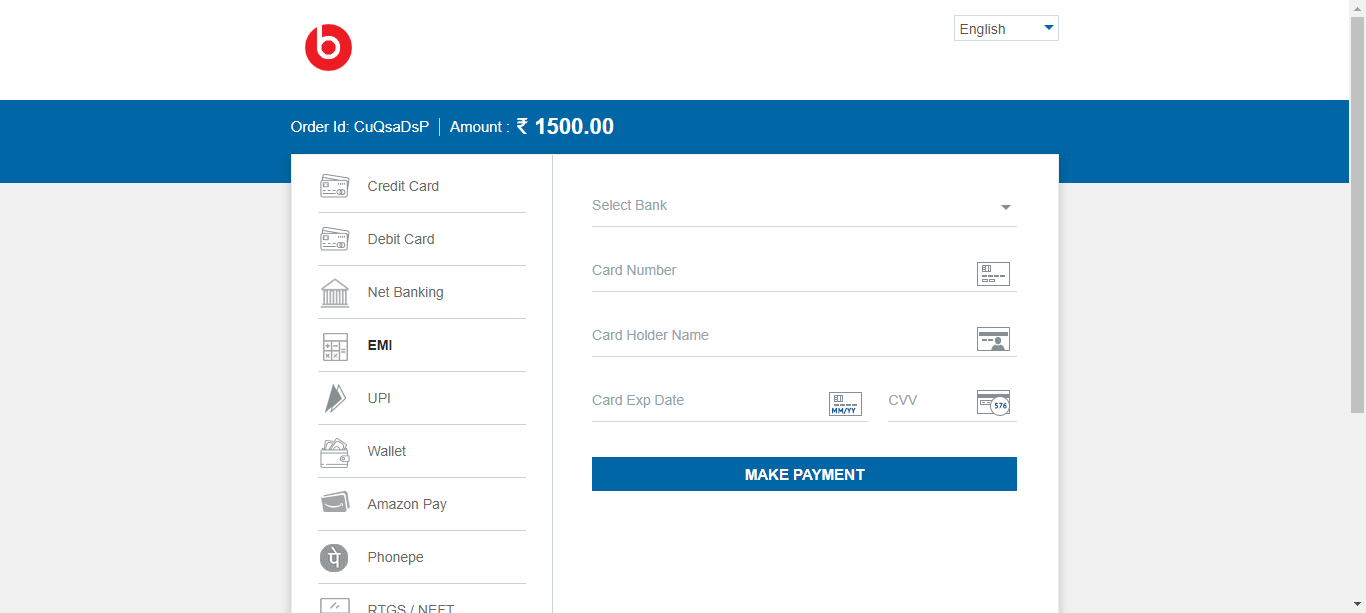 b
English
Order Id: CuQsaDsP | Amount : ₹ 1500.00
Credit Card
Debit Card
Net Banking
EMI
UPI
Wallet
Amazon Pay
पे
Phonepe
RTGS / NEFT
Select Bank
Card Number
Card Holder Name
Card Exp Date
MM/YY
CVV
576
MAKE PAYMENT